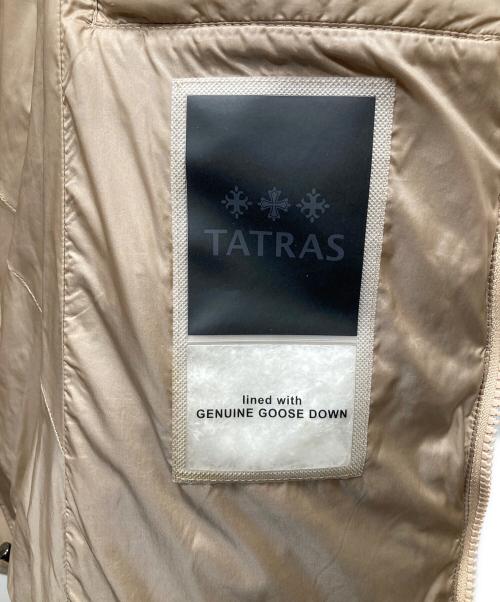 TATRAS
lined with
GENUINE GOOSE DOWN